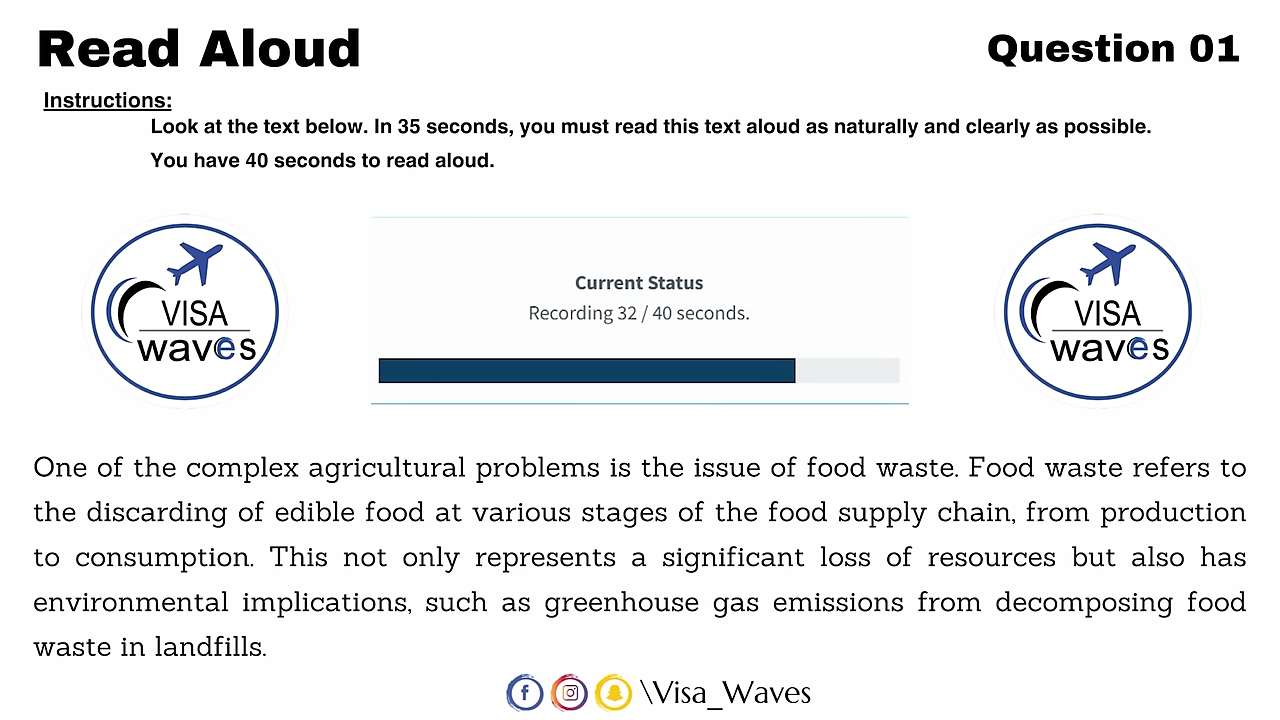 Read Aloud
Question 01
Instructions:
Look at the text below. In 35 seconds, you must read this text aloud as naturally and clearly as possible.
You have 40 seconds to read aloud.
VISA
waves
Current Status
Recording 32 / 40 seconds.
VISA
waves
One of the complex agricultural problems is the issue of food waste. Food waste refers to
the discarding of edible food at various stages of the food supply chain, from production
to consumption. This not only represents a significant loss of resources but also has
environmental implications, such as greenhouse gas emissions from decomposing food
waste in landfills.
\Visa_Waves